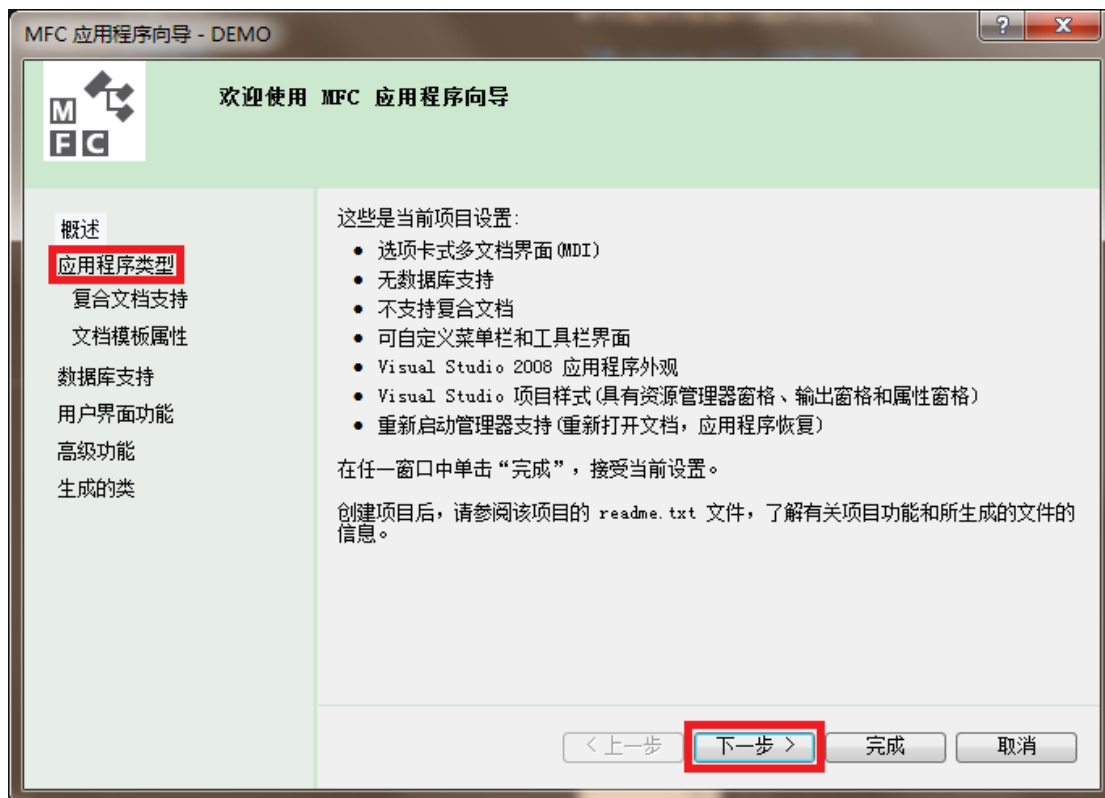 MFC 应用程序向导 - DEMO
MFC
欢迎使用 MFC 应用程序向导
概述
应用程序类型
复合文档支持
文档模板属性
数据库支持
用户界面功能
高级功能
生成的类
这些是当前项目设置:
• 选项卡式多文档界面(MDI)
• 无数据库支持
• 不支持复合文档
• 可自定义菜单栏和工具栏界面
• Visual Studio 2008 应用程序外观
• Visual Studio 项目样式(具有资源管理器窗格、输出窗格和属性窗格)
• 重新启动管理器支持(重新打开文档，应用程序恢复)
在任一窗口中单击“完成”，接受当前设置。
创建项目后，请参阅该项目的 readme.txt 文件，了解有关项目功能和所生成的文件的
信息。
< 上一步 下一步 > 完成 取消